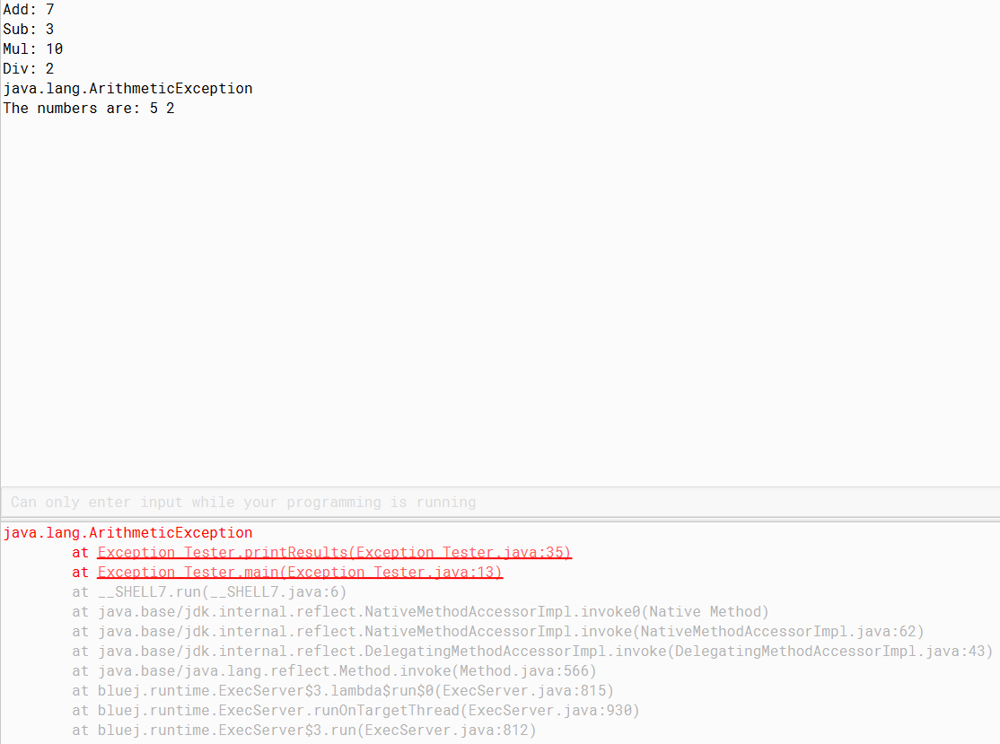 Add: 7
Sub: 3
Mul: 10
Div: 2
java.lang.ArithmeticException
The numbers are: 5 2
Can only enter input while your programming is running
java.lang.ArithmeticException
at Exception_Tester.printResults(Exception_Tester.java:35)
at Exception_Tester.main(Exception_Tester.java:13)
at __SHELL7.run(__SHELL7.java:6)
at java.base/jdk.internal.reflect.NativeMethodAccessorImpl.invoke0(Native Method)
at java.base/jdk.internal.reflect.NativeMethodAccessorImpl.invoke(NativeMethodAccessorImpl.java:62)
at java.base/jdk.internal.reflect.DelegatingMethodAccessorImpl.invoke(DelegatingMethodAccessorImpl.java:43)
at java.base/java.lang.reflect.Method.invoke(Method.java:566)
at bluej.runtime.ExecServer$3.lambda$run$0(ExecServer.java:815)
at bluej.runtime.ExecServer.runOnTargetThread(ExecServer.java:930)
at bluej.runtime.ExecServer$3.run(ExecServer.java:812)